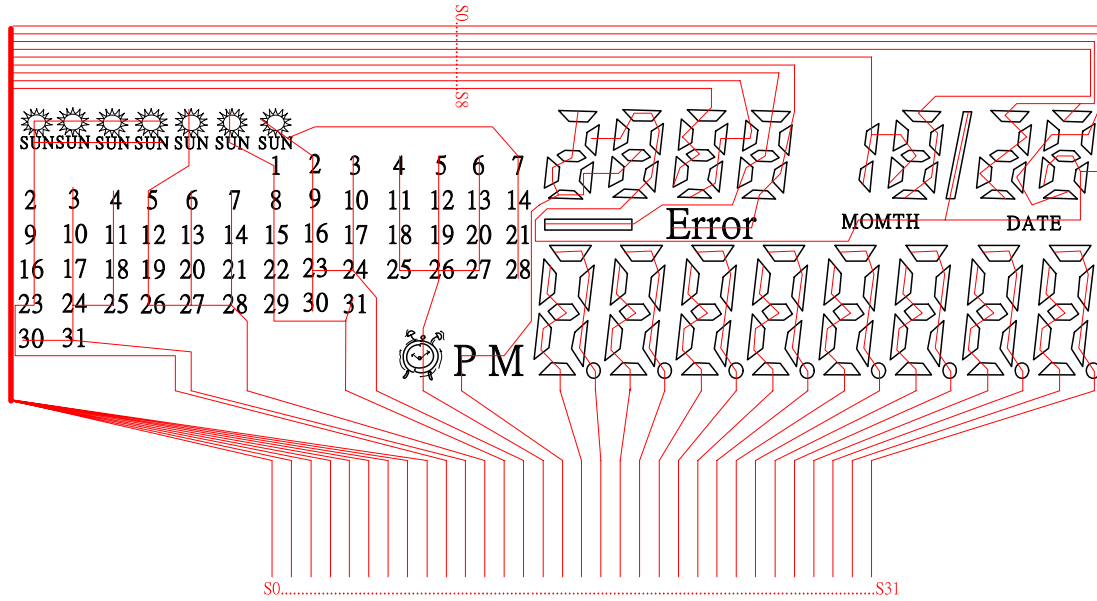 S0..............S8
SUN SUN SUN SUN SUN SUN SUN
1 2 3 4 5 6 7
2 3 4 5 6 7 8 9 10 11 12 13 14
Error MOMTH DATE
9 10 11 12 13 14 15 16 17 18 19 20 21
16 17 18 19 20 21 22 23 24 25 26 27 28
23 24 25 26 27 28 29 30 31
30 31
PM
S0....................................................................................................S31